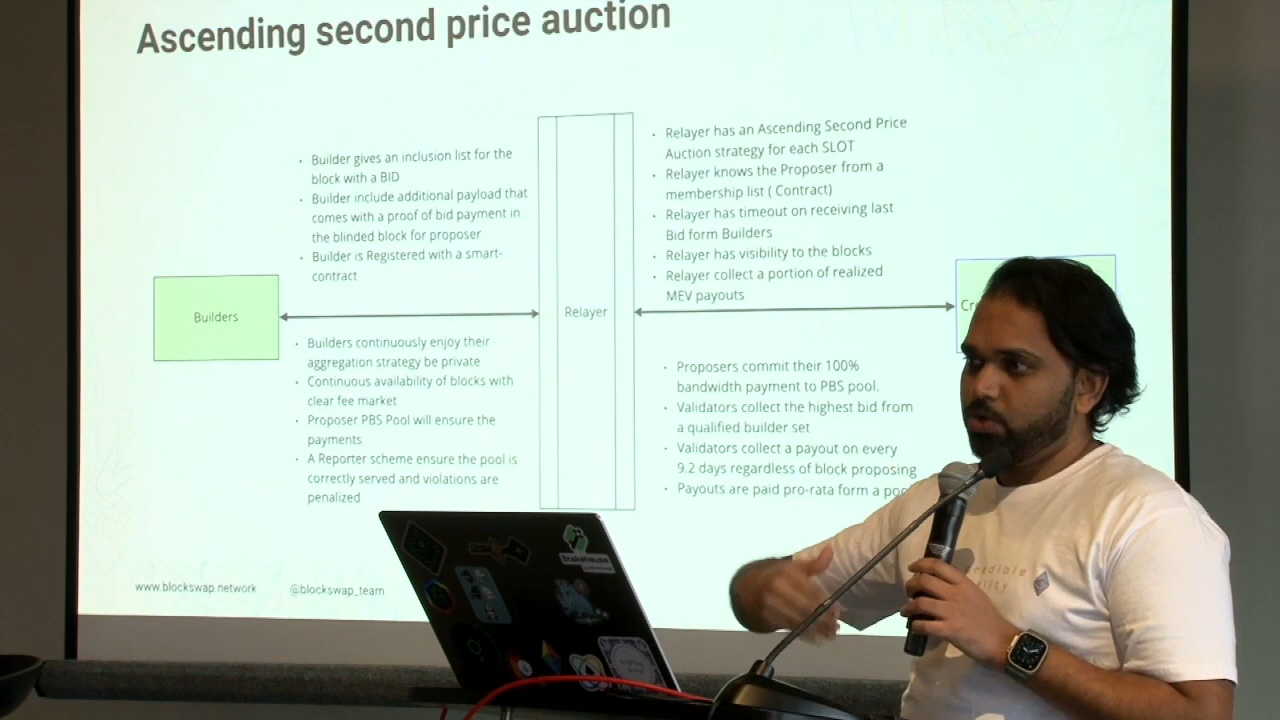 Ascending second price auction
Builder gives an inclusion list for the
block with a BID
Builder include additional payload that
comes with a proof of bid payment in
the blinded block for proposer
Builder is Registered with a smart-
contract
Relayer has an Ascending Second Price
Auction strategy for each SLOT
Relayer knows the Proposer from a
membership list ( Contract)
Relayer has timeout on receiving last
Bid form Builders
Relayer has visibility to the blocks
Relayer collect a portion of realized
MEV payouts
Builders
Relayer
Builders continuously enjoy their
aggregation strategy be private
Continuous availability of blocks with
clear fee market
Proposer PBS Pool will ensure the
payments
A Reporter scheme ensure the pool is
correctly served and violations are
penalized
Proposers commit their 100%
bandwidth payment to PBS pool.
Validators collect the highest bid from
a qualified builder set
Validators collect a payout on every
9.2 days regardless of block proposing
Payouts are paid pro-rata form a
www.blockswap.network @blockswap_team
Stakehouse